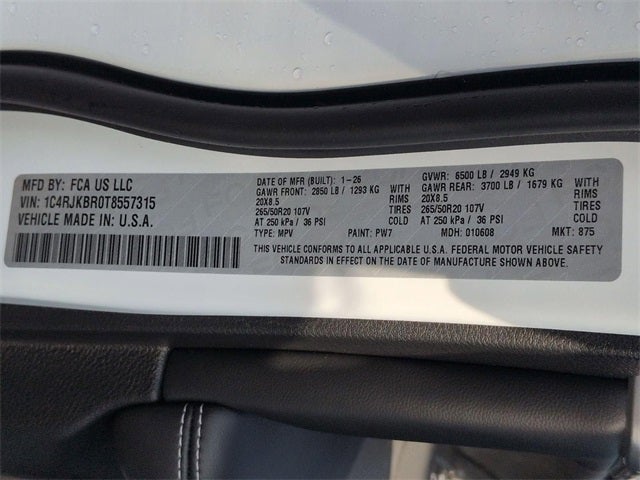 MFD BY: FCA US LLC
VIN: 1C4RJKBR0T8557315
VEHICLE MADE IN: U.S.A.
DATE OF MFR (BUILT): 1-26
GAWR FRONT: 2850 LB / 1293 KG WITH
20X8.5 RIMS
265/50R20 107V TIRES
AT 250 kPa / 36 PSI COLD
TYPE: MPV
GVWR: 6500 LB / 2949 KG
GAWR REAR: 3700 LB / 1679 KG WITH
20X8.5 RIMS
265/50R20 107V TIRES
AT 250 kPa / 36 PSI COLD
PAINT: PW7 MDH: 010608 MKT: 875
THIS VEHICLE CONFORMS TO ALL APPLICABLE U.S.A. FEDERAL MOTOR VEHICLE SAFETY
STANDARDS IN EFFECT ON THE DATE OF MANUFACTURE SHOWN ABOVE.